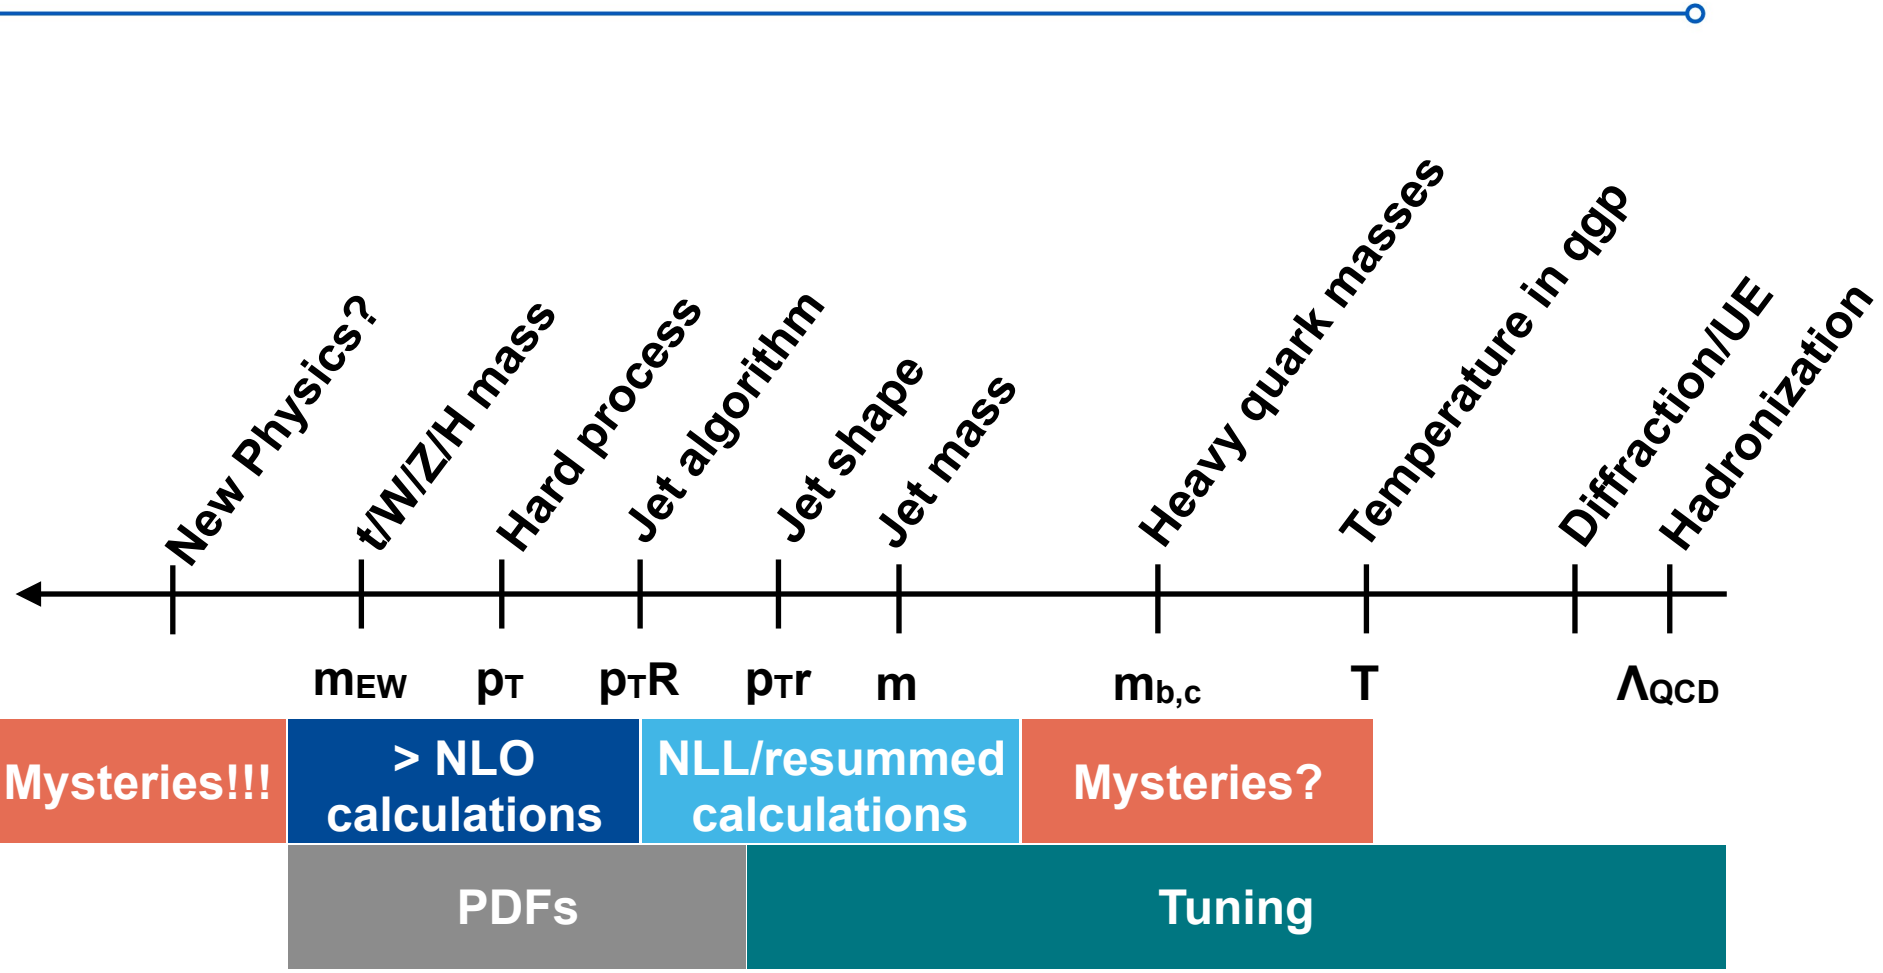 New Physics?
t/W/Z/H mass
Hard process
Jet algorithm
Jet shape
Jet mass
Heavy quark masses
Temperature in qgp
Diffraction/UE
Hadronization
mEW
pT
pTR
pTr
m
mb,c
T
ΛQCD
Mysteries!!!
> NLO
calculations
NLL/resummed
calculations
Mysteries?
PDFs
Tuning